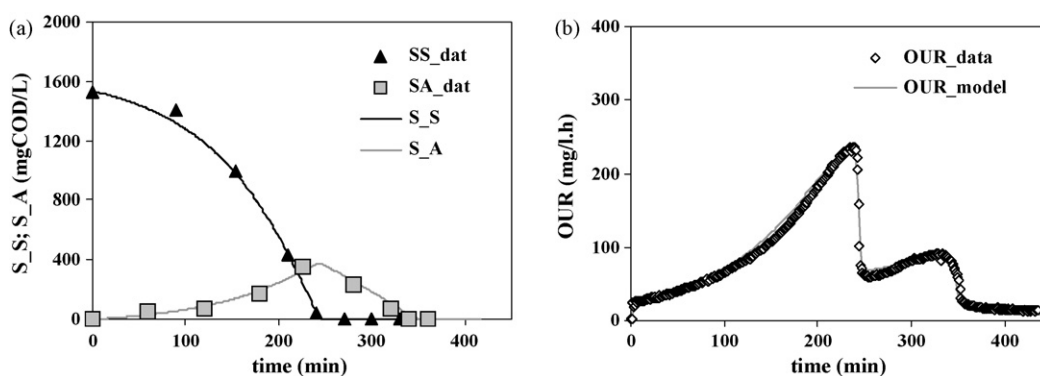 (a)
2000
1600
1200
800
400
0
S_S; S_A (mgCOD/L)
SS_dat
SA_dat
S_S
S_A
0 100 200 300 400
time (min)
(b)
400
300
200
100
0
OUR (mg/l.h)
OUR_data
OUR_model
0 100 200 300 400
time (min)